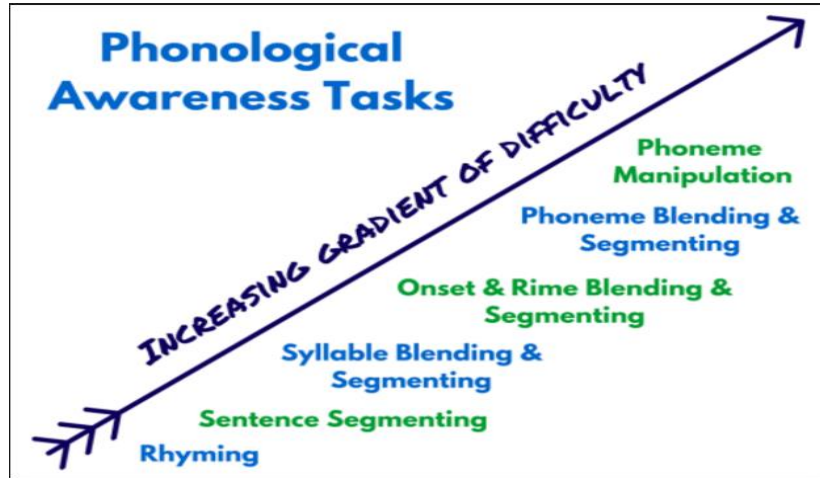 Phonological
Awareness Tasks
INCREASING GRADIENT OF DIFFICULTY
Phoneme
Manipulation
Phoneme Blending &
Segmenting
Onset & Rime Blending &
Segmenting
Syllable Blending &
Segmenting
Sentence Segmenting
Rhyming